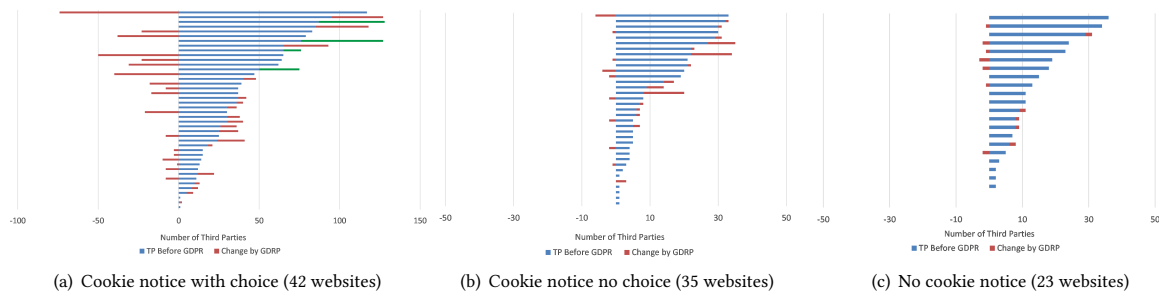 -100 -50 0 50 100 150
Number of Third Parties
TP Before GDPR Change by GDRP
(a) Cookie notice with choice (42 websites)
-50 -30 -10 10 30 50
Number of Third Parties
TP Before GDPR Change by GDRP
(b) Cookie notice no choice (35 websites)
-50 -30 -10 10 30 50
Number of Third Parties
TP Before GDPR Change by GDRP
(c) No cookie notice (23 websites)